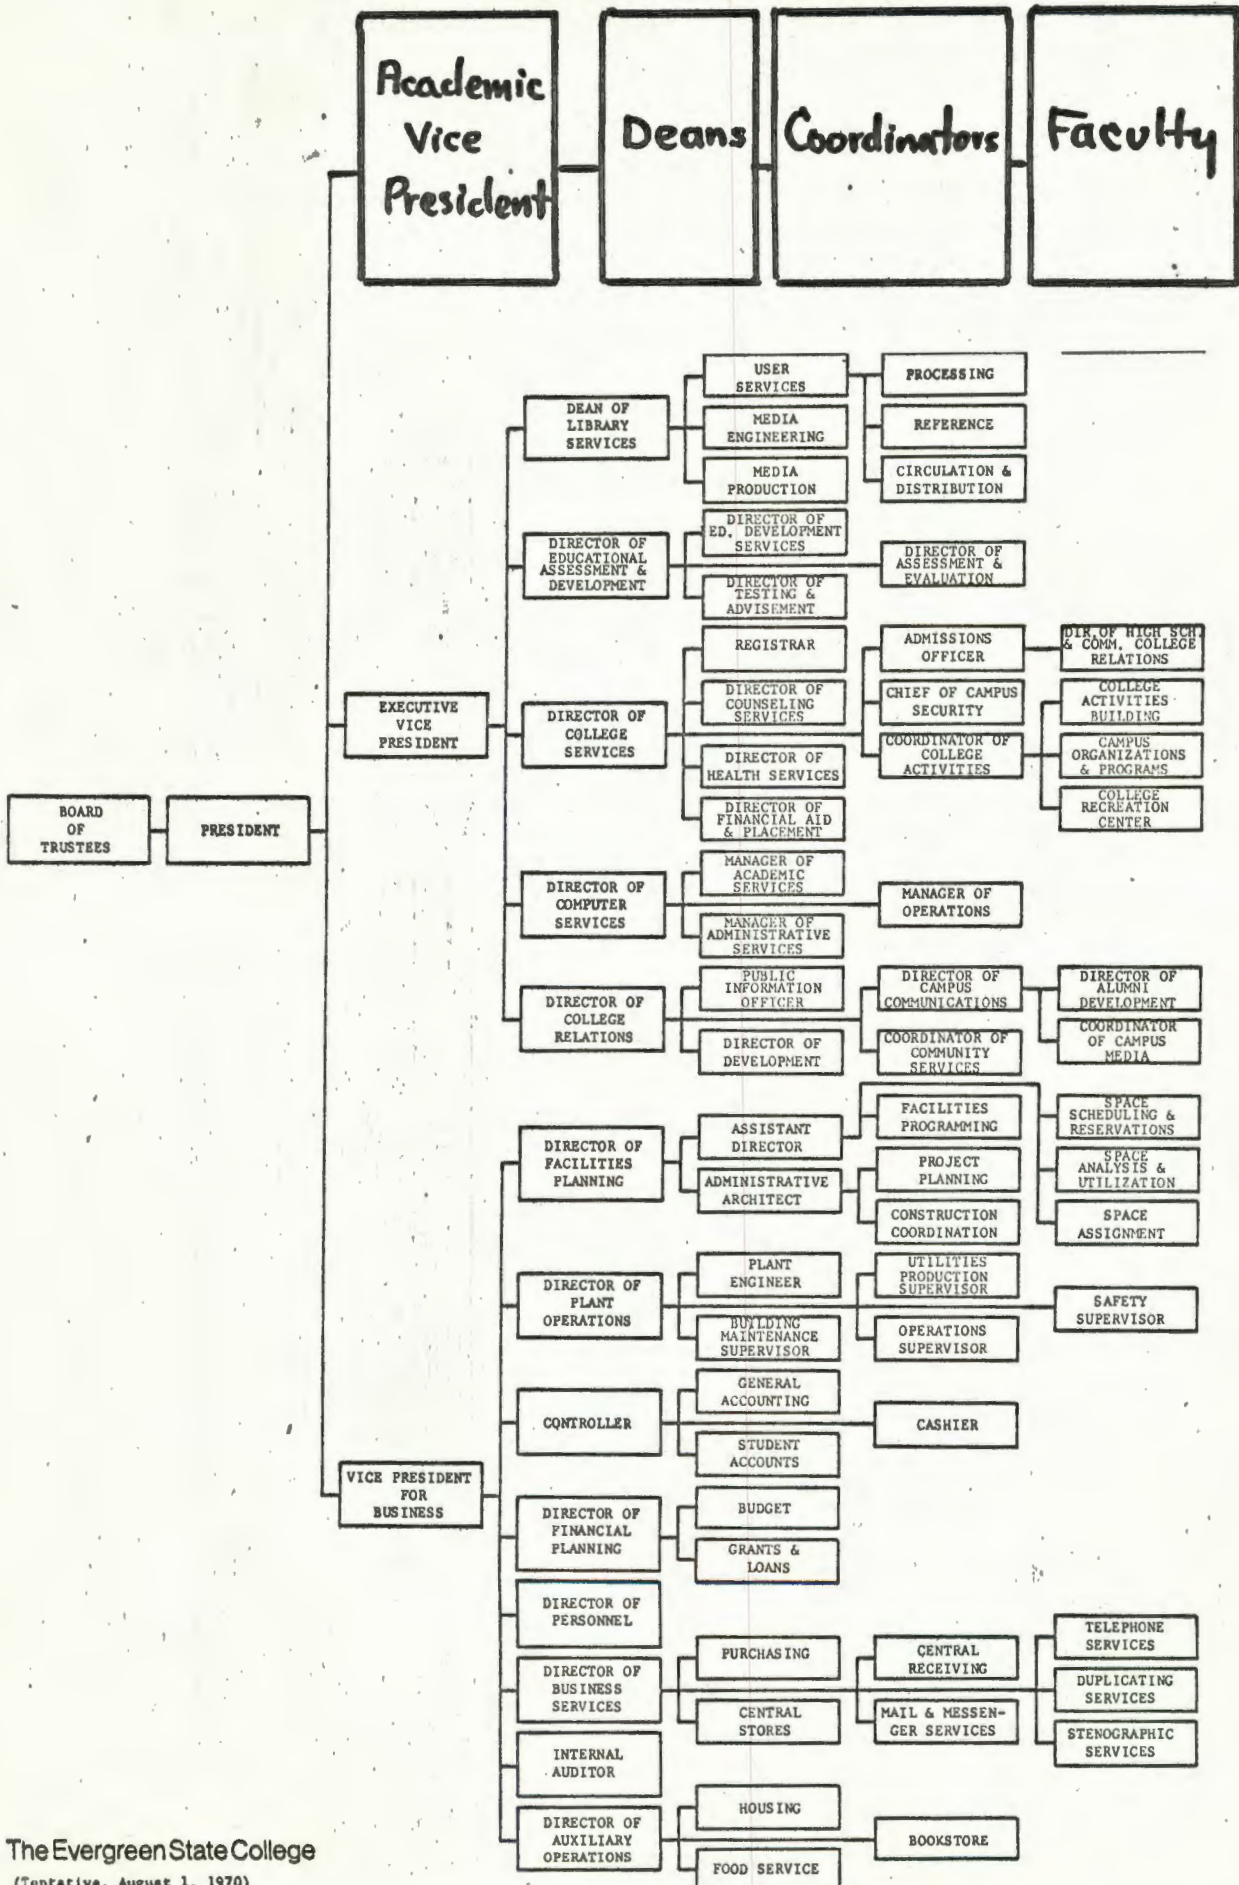 Academic
Vice
President
Deans
Coordinators
Faculty
BOARD
OF
TRUSTEES
PRESIDENT
EXECUTIVE
VICE
PRESIDENT
DEAN OF
LIBRARY
SERVICES
USER
SERVICES
PROCESSING
MEDIA
ENGINEERING
REFERENCE
MEDIA
PRODUCTION
CIRCULATION &
DISTRIBUTION
DIRECTOR OF
EDUCATIONAL
ASSESSMENT &
DEVELOPMENT
DIRECTOR OF
ED. DEVELOPMENT
SERVICES
DIRECTOR OF
TESTING &
ADVISEMENT
DIRECTOR OF
ASSESSMENT &
EVALUATION
DIRECTOR OF
COLLEGE
SERVICES
REGISTRAR
DIRECTOR OF
COUNSELING
SERVICES
DIRECTOR OF
HEALTH SERVICES
DIRECTOR OF
FINANCIAL AID
& PLACEMENT
ADMISSIONS
OFFICER
CHIEF OF CAMPUS
SECURITY
COORDINATOR OF
COLLEGE
ACTIVITIES
DIR. OF HIGH SCH.
& COMM. COLLEGE
RELATIONS
COLLEGE
ACTIVITIES
BUILDING
CAMPUS
ORGANIZATIONS
& PROGRAMS
COLLEGE
RECREATION
CENTER
DIRECTOR OF
COMPUTER
SERVICES
MANAGER OF
ACADEMIC
SERVICES
MANAGER OF
ADMINISTRATIVE
SERVICES
MANAGER OF
OPERATIONS
DIRECTOR OF
COLLEGE
RELATIONS
PUBLIC
INFORMATION
OFFICER
DIRECTOR OF
DEVELOPMENT
DIRECTOR OF
CAMPUS
COMMUNICATIONS
COORDINATOR OF
COMMUNITY
SERVICES
DIRECTOR OF
ALUMNI
DEVELOPMENT
COORDINATOR
OF CAMPUS
MEDIA
VICE PRESIDENT
FOR
BUSINESS
DIRECTOR OF
FACILITIES
PLANNING
ASSISTANT
DIRECTOR
ADMINISTRATIVE
ARCHITECT
FACILITIES
PROGRAMMING
PROJECT
PLANNING
CONSTRUCTION
COORDINATION
SPACE
SCHEDULING &
RESERVATIONS
SPACE
ANALYSIS &
UTILIZATION
SPACE
ASSIGNMENT
DIRECTOR OF
PLANT
OPERATIONS
PLANT
ENGINEER
BUILDING
MAINTENANCE
SUPERVISOR
UTILITIES
PRODUCTION
SUPERVISOR
OPERATIONS
SUPERVISOR
SAFETY
SUPERVISOR
CONTROLLER
GENERAL
ACCOUNTING
STUDENT
ACCOUNTS
CASHIER
DIRECTOR OF
FINANCIAL
PLANNING
BUDGET
GRANTS &
LOANS
DIRECTOR OF
PERSONNEL
DIRECTOR OF
BUSINESS
SERVICES
PURCHASING
CENTRAL
STORES
CENTRAL
RECEIVING
MAIL & MESSEN-
GER SERVICES
TELEPHONE
SERVICES
DUPLICATING
SERVICES
STENOGRAPHIC
SERVICES
INTERNAL
AUDITOR
DIRECTOR OF
AUXILIARY
OPERATIONS
HOUSING
FOOD SERVICE
BOOKSTORE
The Evergreen State College
(Tentative, August 1, 1970)